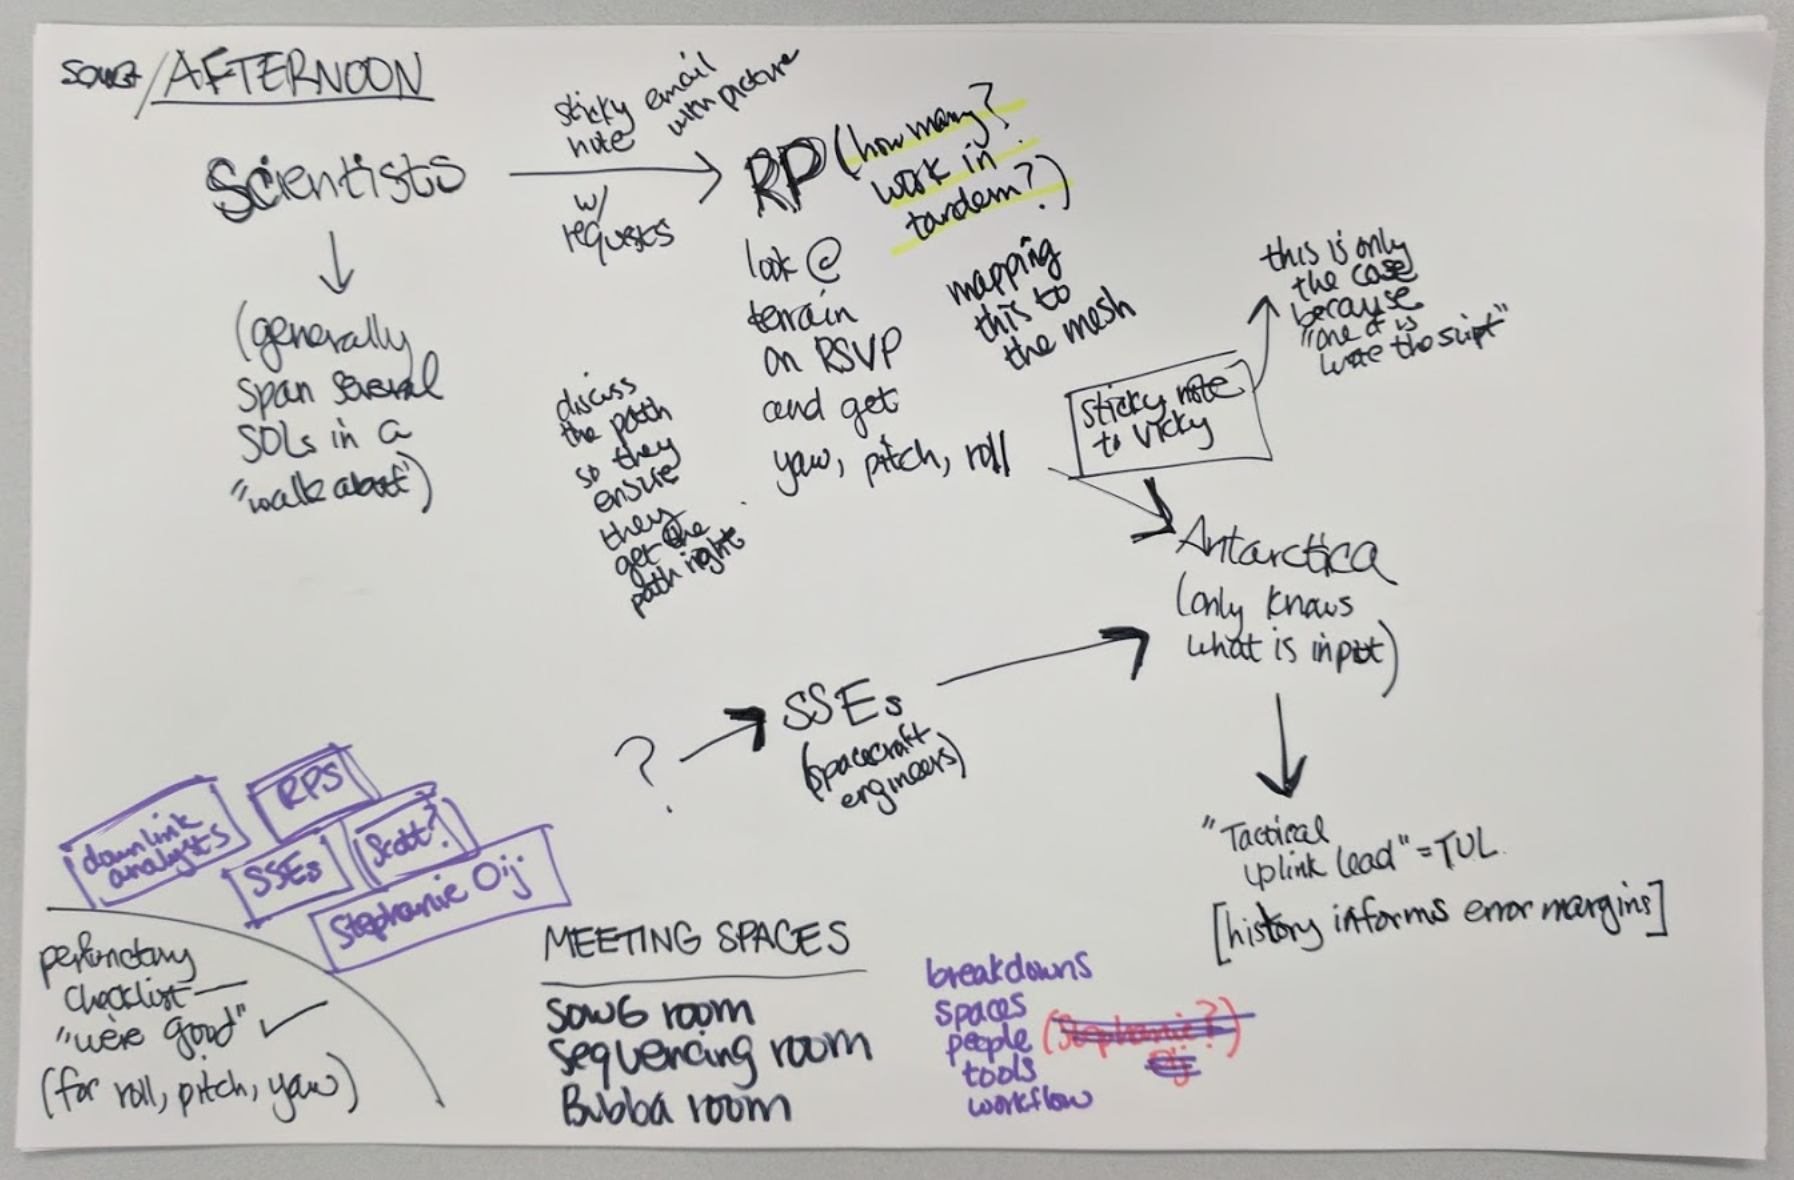 /AFTERNOON
Scientists
sticky
note
email
with picture
w/
requests
RP (how many?
work in
tandem?)
(generally
span several
SOLs in a
"walk about")
discuss
the path
so they
ensure
they
get the
path right
look @
terrain
on RSVP
and get
yaw, pitch, roll
mapping
this to
the mesh
sticky note
to Vicky
this is only
the case
because
"one of is
wrote the script"
Antarctica
(only knows
what is input)
? SSEs
(spacecraft
engineers)
"Tactical
uplink lead" = TUL
[history informs error margins]
downlink
analysts
RPS
SSEs
Scott?
Stephanie Oij
perfunctory
checklist —
"we're good" ✓
(for roll, pitch, yaw)
MEETING SPACES
SOWG room
sequencing room
Bubba room
breakdowns
spaces
people (Stephanie?)
Oij
tools
workflow